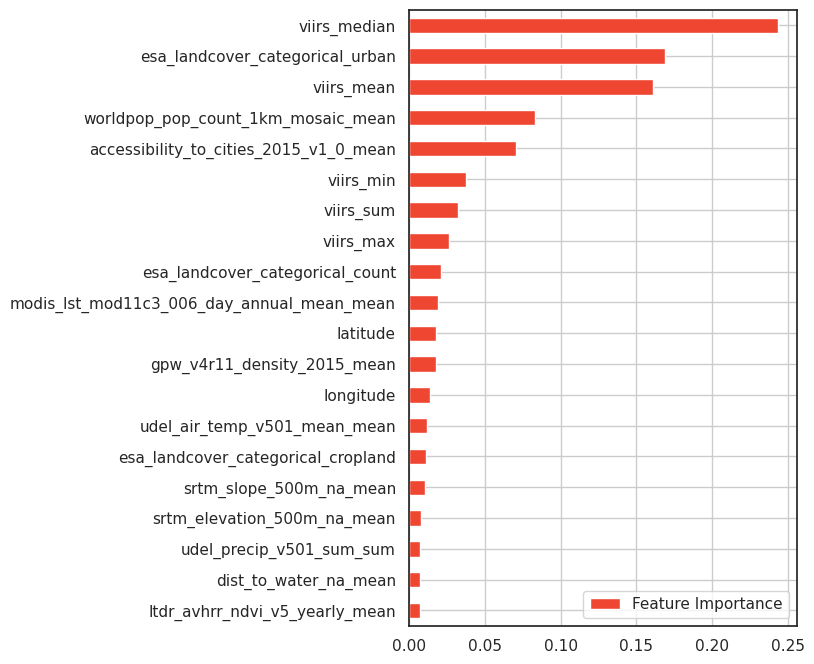 viirs_median
esa_landcover_categorical_urban
viirs_mean
worldpop_pop_count_1km_mosaic_mean
accessibility_to_cities_2015_v1_0_mean
viirs_min
viirs_sum
viirs_max
esa_landcover_categorical_count
modis_lst_mod11c3_006_day_annual_mean_mean
latitude
gpw_v4r11_density_2015_mean
longitude
udel_air_temp_v501_mean_mean
esa_landcover_categorical_cropland
srtm_slope_500m_na_mean
srtm_elevation_500m_na_mean
udel_precip_v501_sum_sum
dist_to_water_na_mean
ltdr_avhrr_ndvi_v5_yearly_mean
Feature Importance
0.00 0.05 0.10 0.15 0.20 0.25